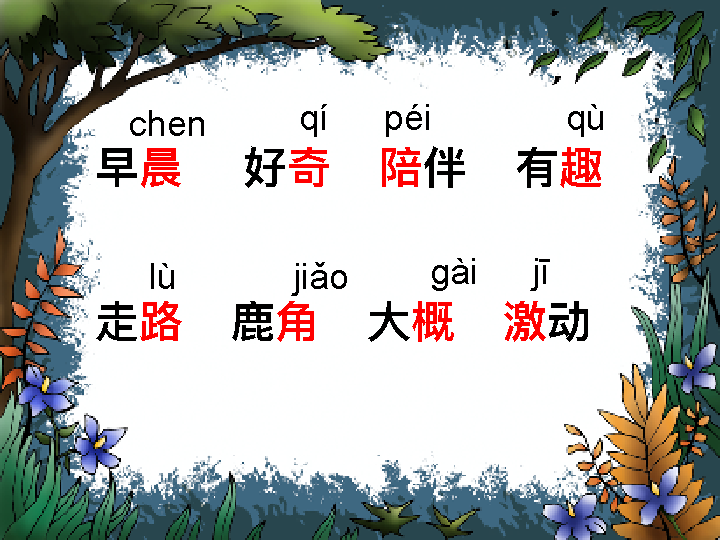 chen qí péi qù
早晨 好奇 陪伴 有趣
lù jiǎo gài jī
走路 鹿角 大概 激动